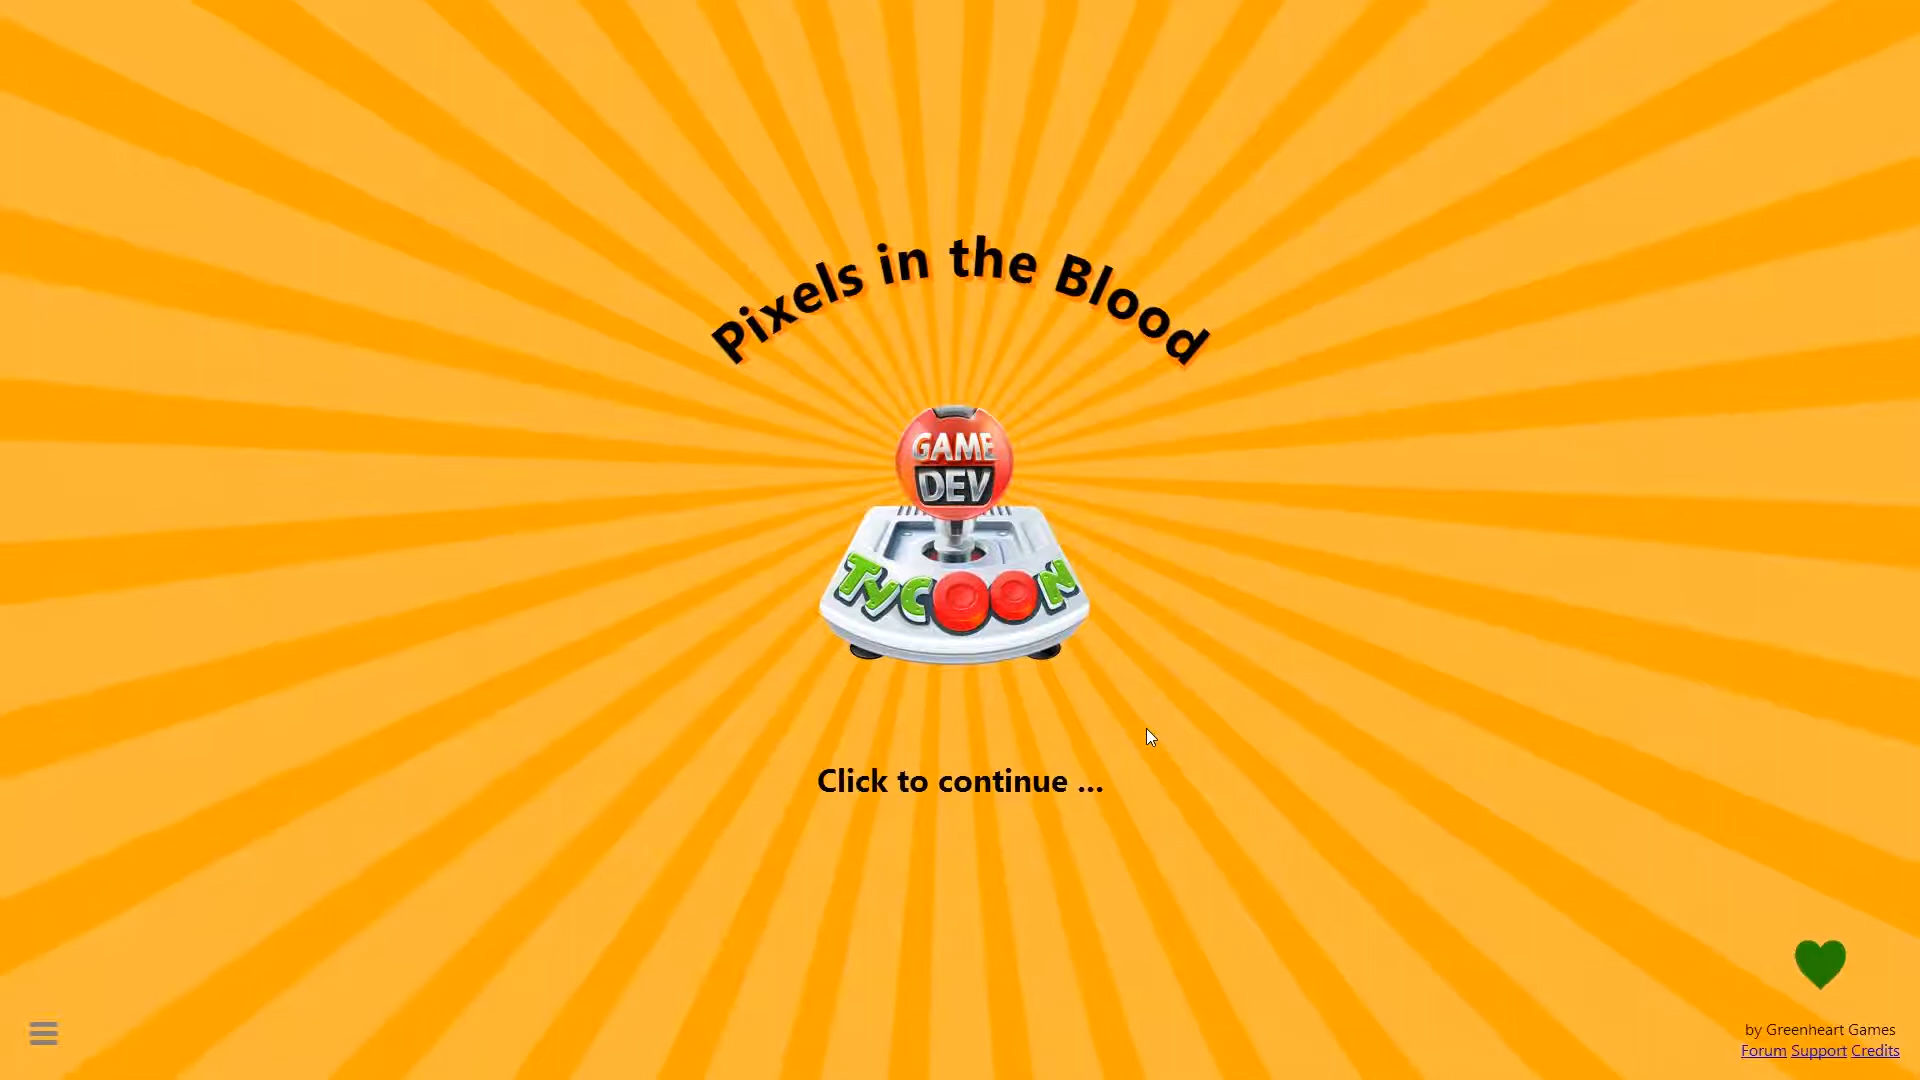 Pixels in the Blood
GAME
DEV
TYCOON
Click to continue ...
by Greenheart Games
Forum Support Credits